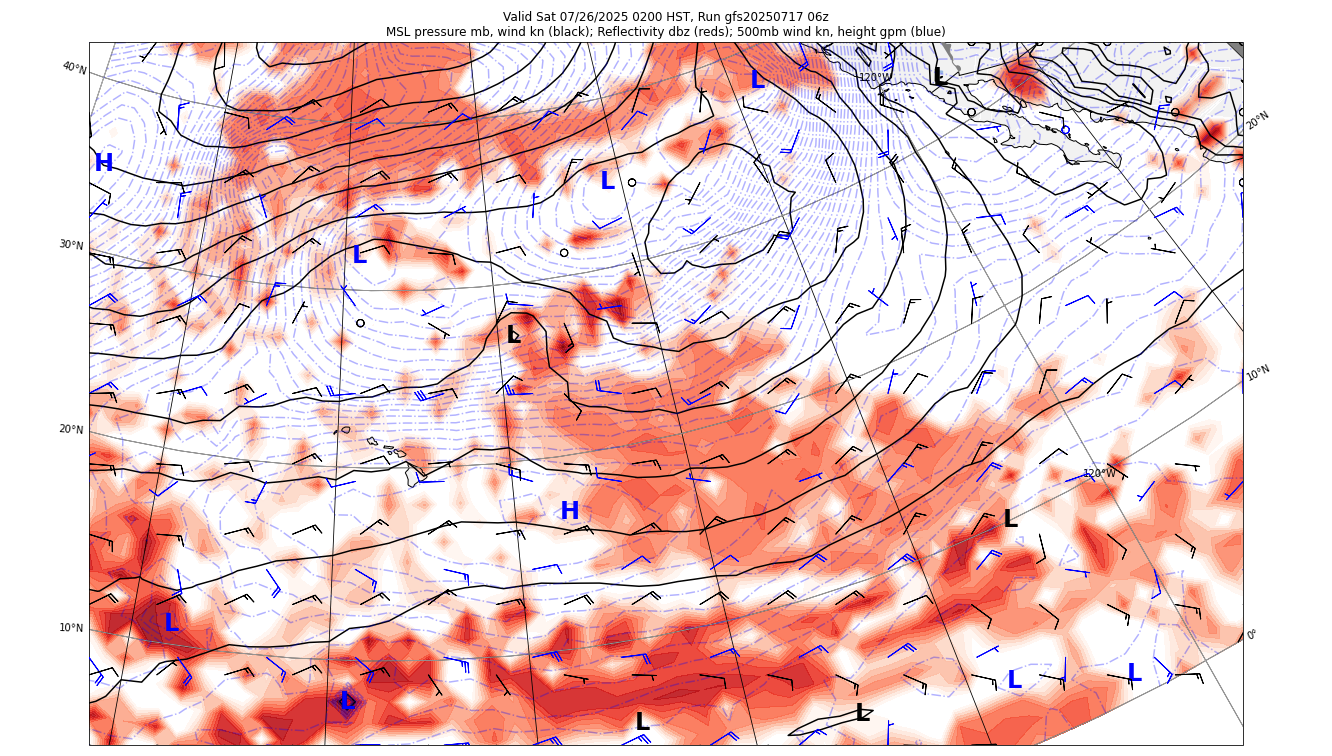 Valid Sat 07/26/2025 0200 HST, Run gfs20250717 06z
MSL pressure mb, wind kn (black); Reflectivity dbz (reds); 500mb wind kn, height gpm (blue)
40°N
120°W
L
L
20°N
H
L
30°N
L
L
10°N
20°N
120°W
H
L
10°N
L
0°
L
L
L
L
L